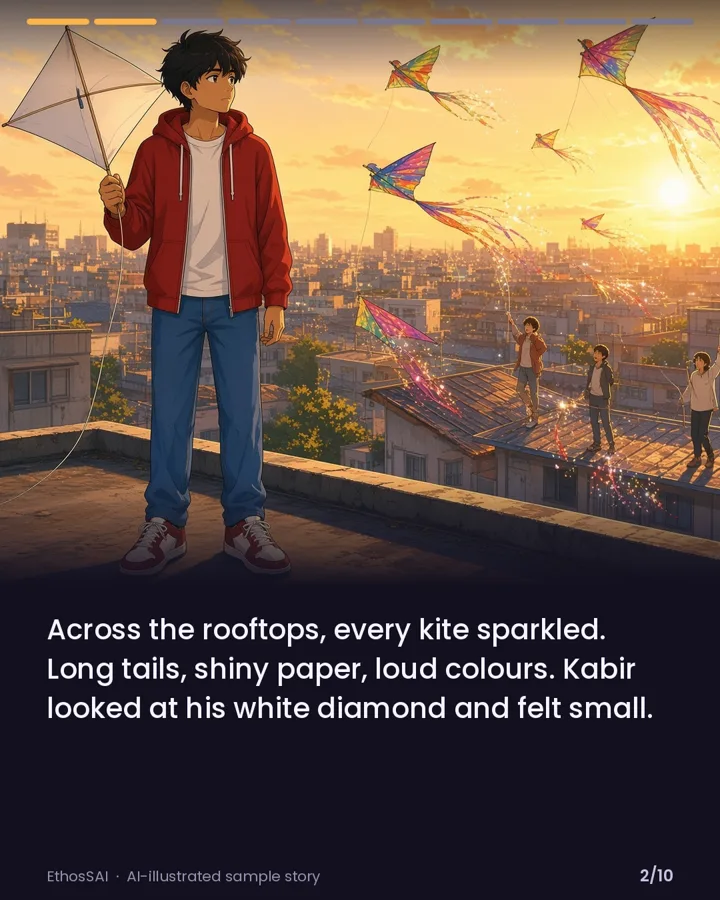 Across the rooftops, every kite sparkled.
Long tails, shiny paper, loud colours. Kabir
looked at his white diamond and felt small.
EthosSAI · AI-illustrated sample story
2/10